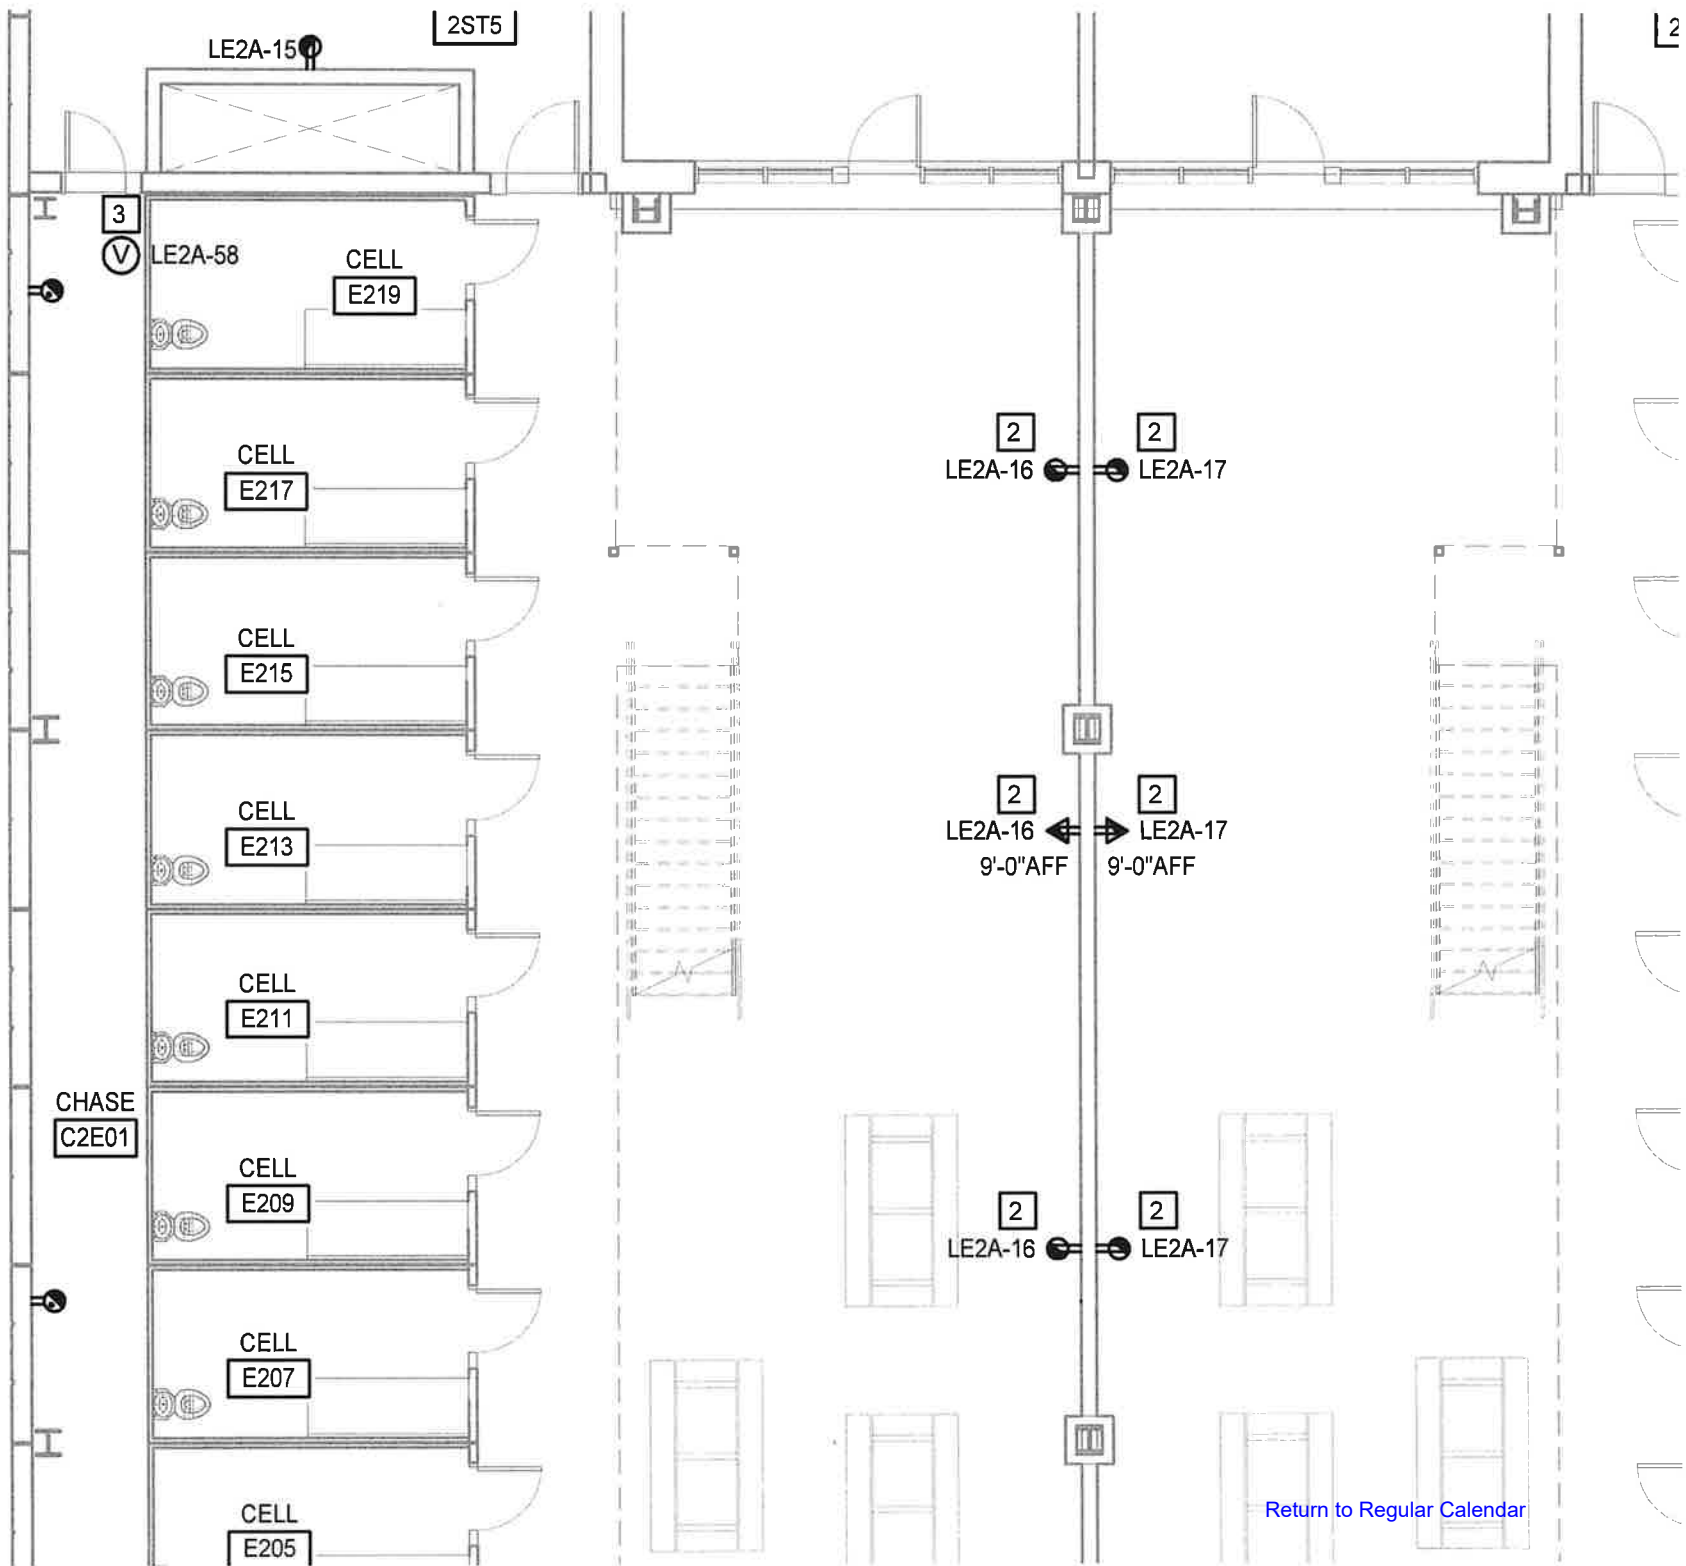 2ST5
2
LE2A-15
3
V
LE2A-58
CELL
E219
2
2
LE2A-16
LE2A-17
CELL
E217
CELL
E215
2
2
LE2A-16
LE2A-17
9'-0"AFF
9'-0"AFF
CELL
E213
CELL
E211
CHASE
C2E01
CELL
E209
2
2
LE2A-16
LE2A-17
CELL
E207
CELL
E205
Return to Regular Calendar